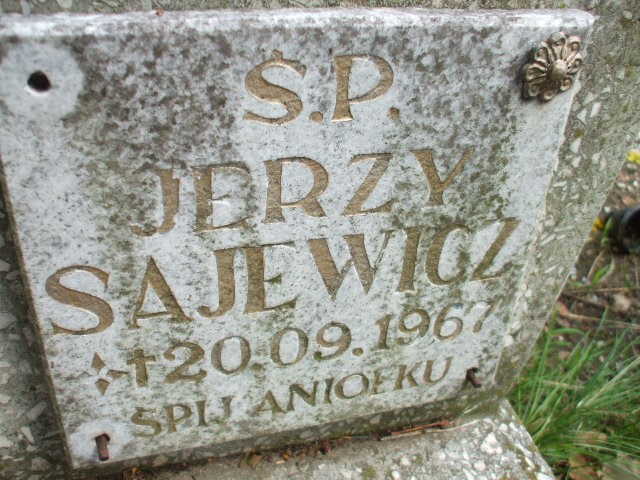 Ś.P.
JERZY
SAJEWICZ
✧†20.09.1967
ŚPIJ ANIOŁKU